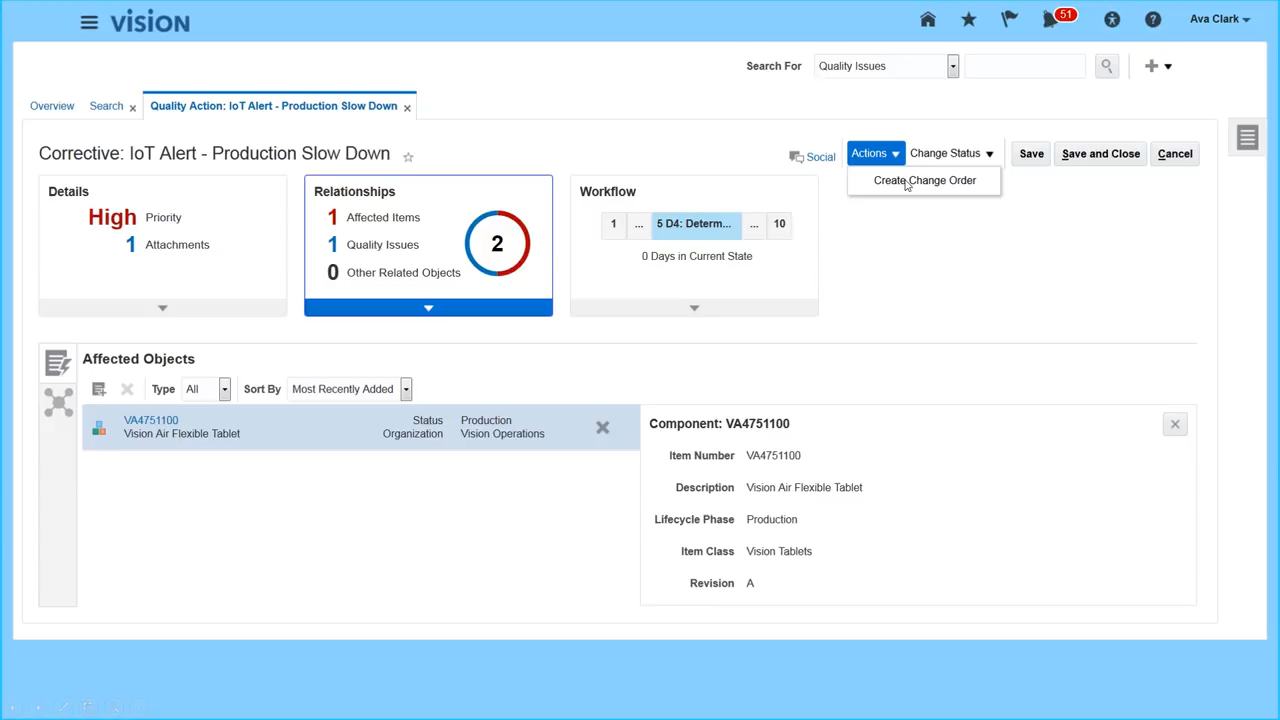 VISION
51
Ava Clark
Search For Quality Issues
Overview Search Quality Action: IoT Alert - Production Slow Down
Corrective: IoT Alert - Production Slow Down
Social Actions Change Status Save Save and Close Cancel
Create Change Order
Details
High Priority
1 Attachments
Relationships
1 Affected Items
1 Quality Issues
0 Other Related Objects
2
Workflow
1 ... 5 D4: Determ... ... 10
0 Days in Current State
Affected Objects
Type All Sort By Most Recently Added
VA4751100 Status Production
Vision Air Flexible Tablet Organization Vision Operations
Component: VA4751100
Item Number VA4751100
Description Vision Air Flexible Tablet
Lifecycle Phase Production
Item Class Vision Tablets
Revision A